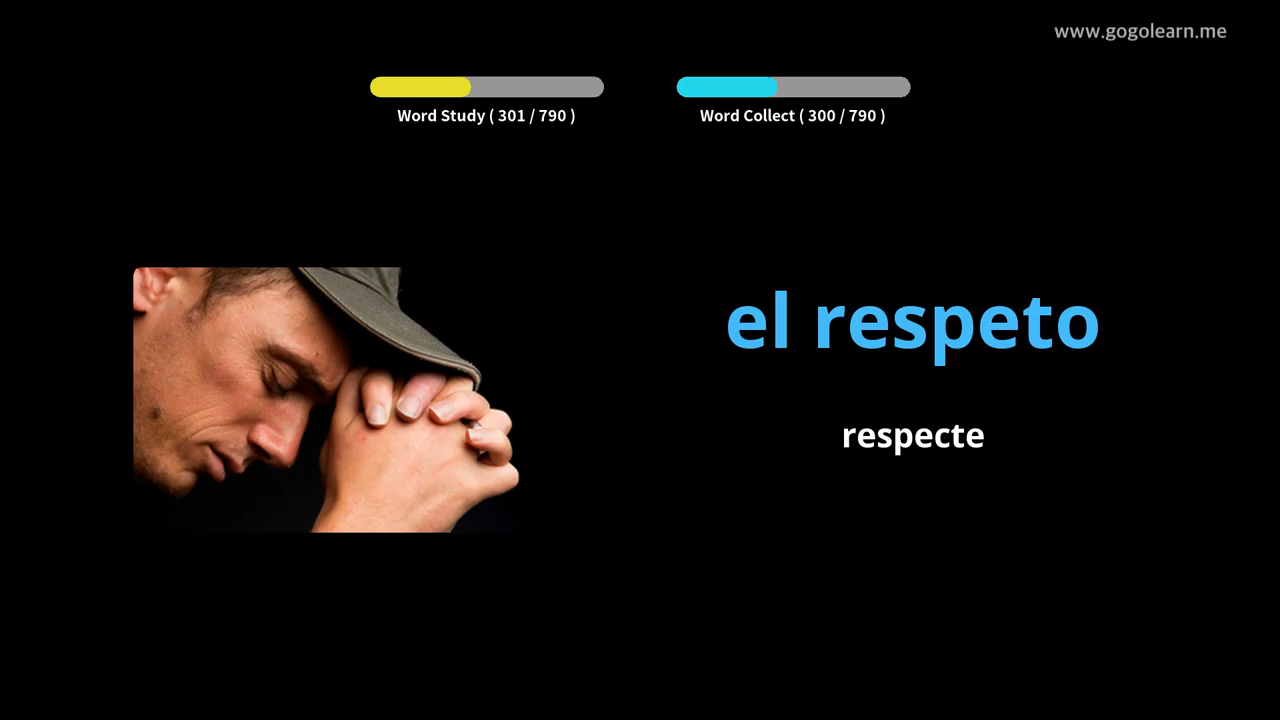 www.gogolearn.me
Word Study ( 301 / 790 )
Word Collect ( 300 / 790 )
el respeto
respecte